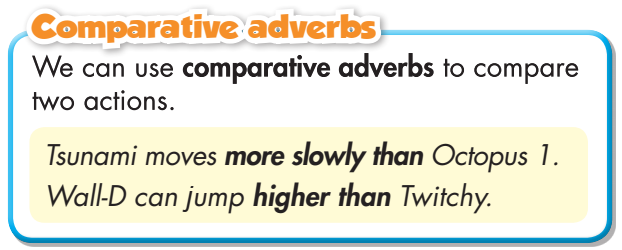 Comparative adverbs
We can use comparative adverbs to compare
two actions.
Tsunami moves more slowly than Octopus 1.
Wall-D can jump higher than Twitchy.